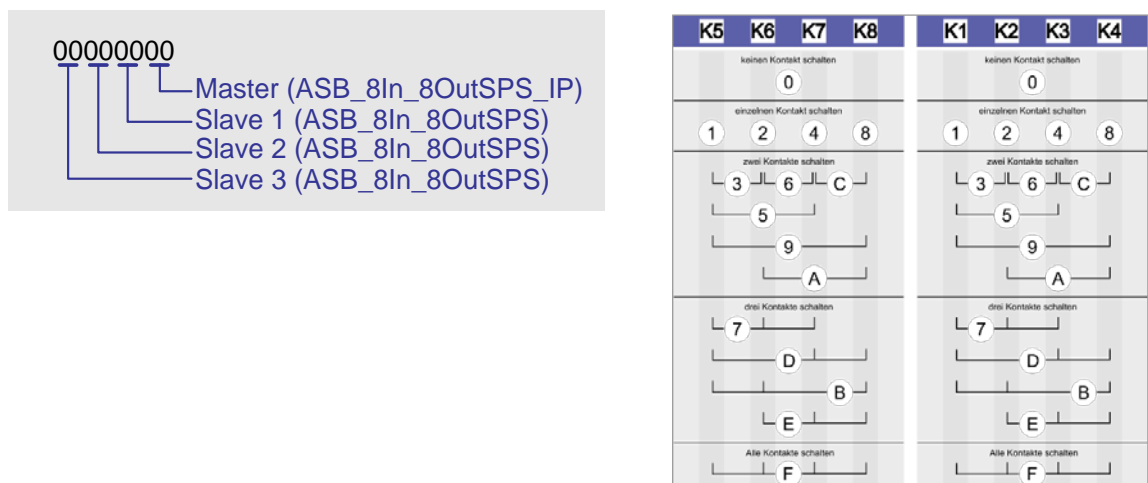 00000000
Master (ASB_8In_8OutSPS_IP)
Slave 1 (ASB_8In_8OutSPS)
Slave 2 (ASB_8In_8OutSPS)
Slave 3 (ASB_8In_8OutSPS)
K5 K6 K7 K8
keinen Kontakt schalten
0
einzelnen Kontakt schalten
1 2 4 8
zwei Kontakte schalten
3 6 C
5
9
A
drei Kontakte schalten
7
D
B
E
Alle Kontakte schalten
F
K1 K2 K3 K4
keinen Kontakt schalten
0
einzelnen Kontakt schalten
1 2 4 8
zwei Kontakte schalten
3 6 C
5
9
A
drei Kontakte schalten
7
D
B
E
Alle Kontakte schalten
F